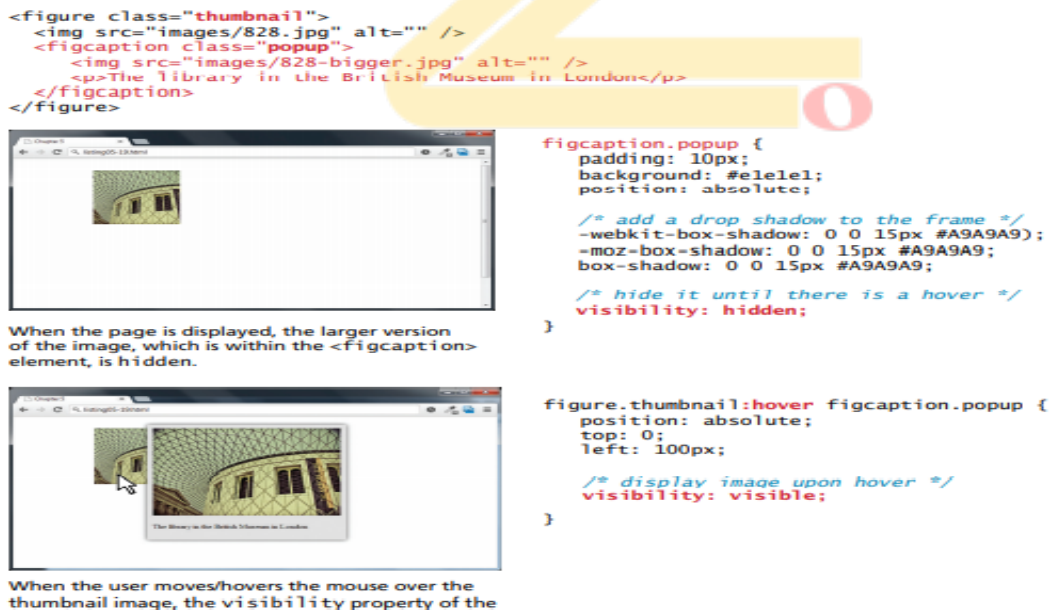 <figure class="thumbnail">
<img src="images/828.jpg" alt="" />
<figcaption class="popup">
<img src="images/828-bigger.jpg" alt="" />
<p>The library in the British Museum in London</p>
</figcaption>
</figure>
listing05-19.html
When the page is displayed, the larger version
of the image, which is within the <figcaption>
element, is hidden.
figcaption.popup {
padding: 10px;
background: #e1e1e1;
position: absolute;
/* add a drop shadow to the frame */
-webkit-box-shadow: 0 0 15px #A9A9A9);
-moz-box-shadow: 0 0 15px #A9A9A9;
box-shadow: 0 0 15px #A9A9A9;
/* hide it until there is a hover */
visibility: hidden;
}
listing05-19.html
The library in the British Museum in London
When the user moves/hovers the mouse over the
thumbnail image, the visibility property of the
figure.thumbnail:hover figcaption.popup {
position: absolute;
top: 0;
left: 100px;
/* display image upon hover */
visibility: visible;
}